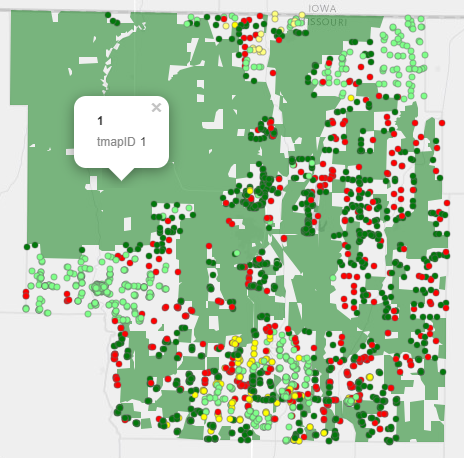 IOWA
MISSOURI
1
×
tmapID 1